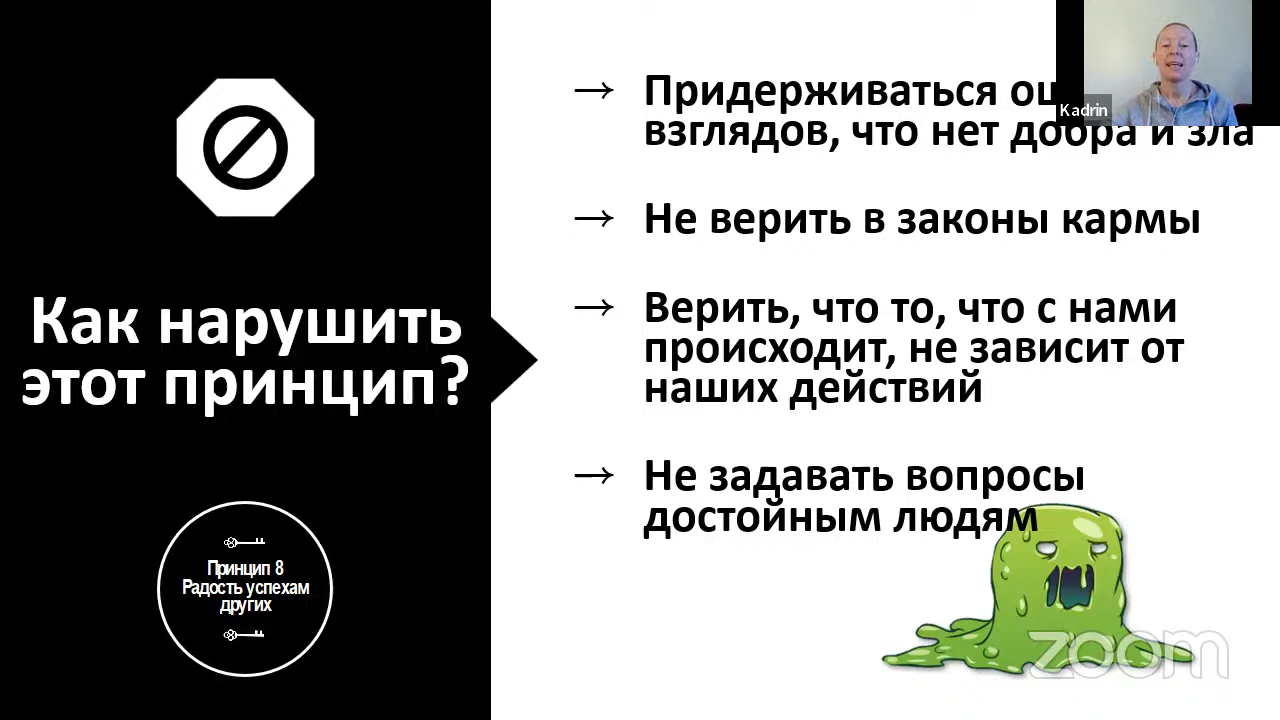 Как нарушить
этот принцип?
Принцип 8
Радость успехам
других
→ Придерживаться
взглядов, что нет добра и зла
→ Не верить в законы кармы
→ Верить, что то, что с нами
происходит, не зависит от
наших действий
→ Не задавать вопросы
достойным людям
Kadrin
zoom